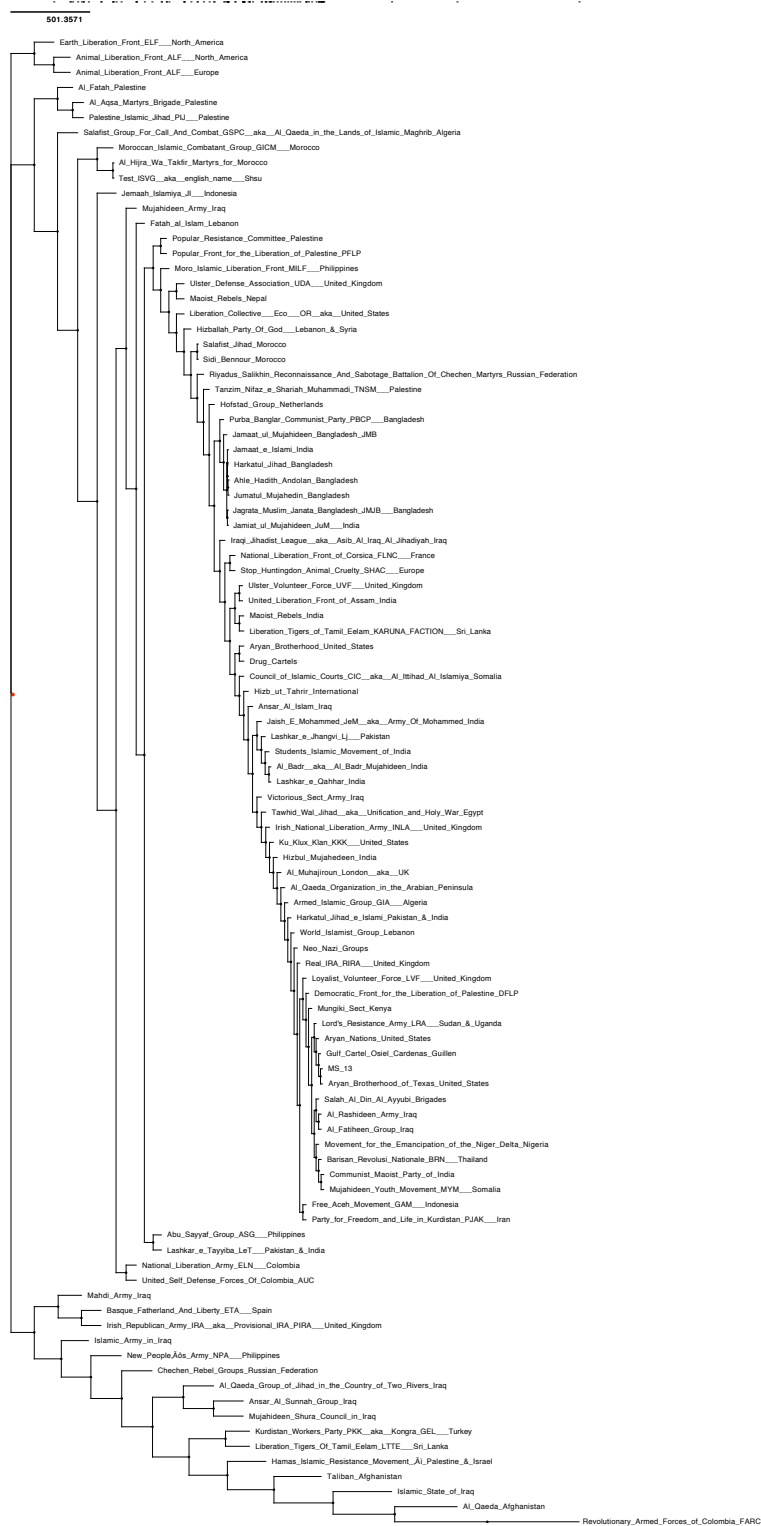 501.3571
Earth_Liberation_Front_ELF___North_America
Animal_Liberation_Front_ALF___North_America
Animal_Liberation_Front_ALF___Europe
Al_Fatah_Palestine
Al_Aqsa_Martyrs_Brigade_Palestine
Palestine_Islamic_Jihad_PIJ___Palestine
Salafist_Group_For_Call_And_Combat_GSPC__aka__Al_Qaeda_in_the_Lands_of_Islamic_Maghrib_Algeria
Moroccan_Islamic_Combatant_Group_GICM___Morocco
Al_Hijra_Wa_Takfir_Martyrs_for_Morocco
Test_ISVG__aka__english_name___Shsu
Jemaah_Islamiya_JI___Indonesia
Mujahideen_Army_Iraq
Fatah_al_Islam_Lebanon
Popular_Resistance_Committee_Palestine
Popular_Front_for_the_Liberation_of_Palestine_PFLP
Moro_Islamic_Liberation_Front_MILF___Philippines
Ulster_Defense_Association_UDA___United_Kingdom
Maoist_Rebels_Nepal
Liberation_Collective___Eco___OR__aka__United_States
Hizballah_Party_Of_God___Lebanon_&_Syria
Salafist_Jihad_Morocco
Sidi_Bennour_Morocco
Riyadus_Salikhin_Reconnaissance_And_Sabotage_Battalion_Of_Chechen_Martyrs_Russian_Federation
Tanzim_Nifaz_e_Shariah_Muhammadi_TNSM___Palestine
Hofstad_Group_Netherlands
Purba_Banglar_Communist_Party_PBCP___Bangladesh
Jamaat_ul_Mujahideen_Bangladesh_JMB
Jamaat_e_Islami_India
Harkatul_Jihad_Bangladesh
Ahle_Hadith_Andolan_Bangladesh
Jumatul_Mujahedin_Bangladesh
Jagrata_Muslim_Janata_Bangladesh_JMJB___Bangladesh
Jamiat_ul_Mujahideen_JuM___India
Iraqi_Jihadist_League__aka__Asib_Al_Iraq_Al_Jihadiyah_Iraq
National_Liberation_Front_of_Corsica_FLNC___France
Stop_Huntingdon_Animal_Cruelty_SHAC___Europe
Ulster_Volunteer_Force_UVF___United_Kingdom
United_Liberation_Front_of_Assam_India
Maoist_Rebels_India
Liberation_Tigers_of_Tamil_Eelam_KARUNA_FACTION___Sri_Lanka
Aryan_Brotherhood_United_States
Drug_Cartels
Council_of_Islamic_Courts_CIC__aka__Al_Ittihad_Al_Islamiya_Somalia
Hizb_ut_Tahrir_International
Ansar_Al_Islam_Iraq
Jaish_E_Mohammed_JeM__aka__Army_Of_Mohammed_India
Lashkar_e_Jhangvi_Lj___Pakistan
Students_Islamic_Movement_of_India
Al_Badr__aka__Al_Badr_Mujahideen_India
Lashkar_e_Qahhar_India
Victorious_Sect_Army_Iraq
Tawhid_Wal_Jihad__aka__Unification_and_Holy_War_Egypt
Irish_National_Liberation_Army_INLA___United_Kingdom
Ku_Klux_Klan_KKK___United_States
Hizbul_Mujahedeen_India
Al_Muhajiroun_London__aka__UK
Al_Qaeda_Organization_in_the_Arabian_Peninsula
Armed_Islamic_Group_GIA___Algeria
Harkatul_Jihad_e_Islami_Pakistan_&_India
World_Islamist_Group_Lebanon
Neo_Nazi_Groups
Real_IRA_RIRA___United_Kingdom
Loyalist_Volunteer_Force_LVF___United_Kingdom
Democratic_Front_for_the_Liberation_of_Palestine_DFLP
Mungiki_Sect_Kenya
Lord's_Resistance_Army_LRA___Sudan_&_Uganda
Aryan_Nations_United_States
Gulf_Cartel_Osiel_Cardenas_Guillen
MS_13
Aryan_Brotherhood_of_Texas_United_States
Salah_Al_Din_Al_Ayyubi_Brigades
Al_Rashideen_Army_Iraq
Al_Fatiheen_Group_Iraq
Movement_for_the_Emancipation_of_the_Niger_Delta_Nigeria
Barisan_Revolusi_Nationale_BRN___Thailand
Communist_Maoist_Party_of_India
Mujahideen_Youth_Movement_MYM___Somalia
Free_Aceh_Movement_GAM___Indonesia
Party_for_Freedom_and_Life_in_Kurdistan_PJAK___Iran
Abu_Sayyaf_Group_ASG___Philippines
Lashkar_e_Tayyiba_LeT___Pakistan_&_India
National_Liberation_Army_ELN___Colombia
United_Self_Defense_Forces_Of_Colombia_AUC
Mahdi_Army_Iraq
Basque_Fatherland_And_Liberty_ETA___Spain
Irish_Republican_Army_IRA__aka__Provisional_IRA_PIRA___United_Kingdom
Islamic_Army_in_Iraq
New_People‚Äôs_Army_NPA___Philippines
Chechen_Rebel_Groups_Russian_Federation
Al_Qaeda_Group_of_Jihad_in_the_Country_of_Two_Rivers_Iraq
Ansar_Al_Sunnah_Group_Iraq
Mujahideen_Shura_Council_in_Iraq
Kurdistan_Workers_Party_PKK__aka__Kongra_GEL___Turkey
Liberation_Tigers_Of_Tamil_Eelam_LTTE___Sri_Lanka
Hamas_Islamic_Resistance_Movement_‚Äì_Palestine_&_Israel
Taliban_Afghanistan
Islamic_State_of_Iraq
Al_Qaeda_Afghanistan
Revolutionary_Armed_Forces_of_Colombia_FARC